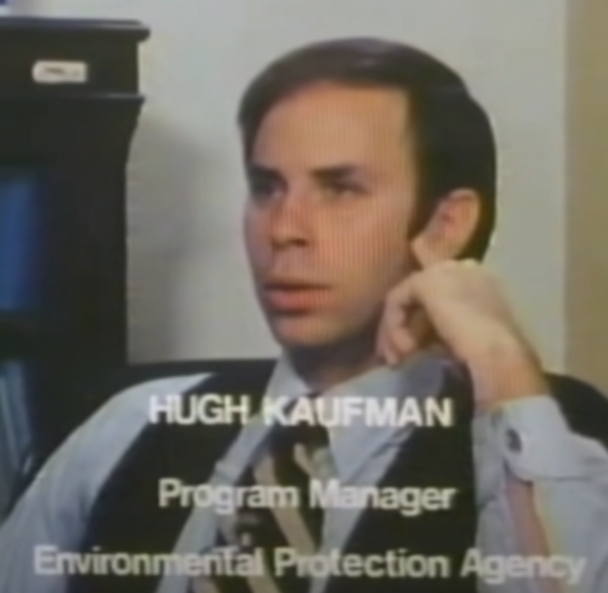 HUGH KAUFMAN
Program Manager
Environmental Protection Agency